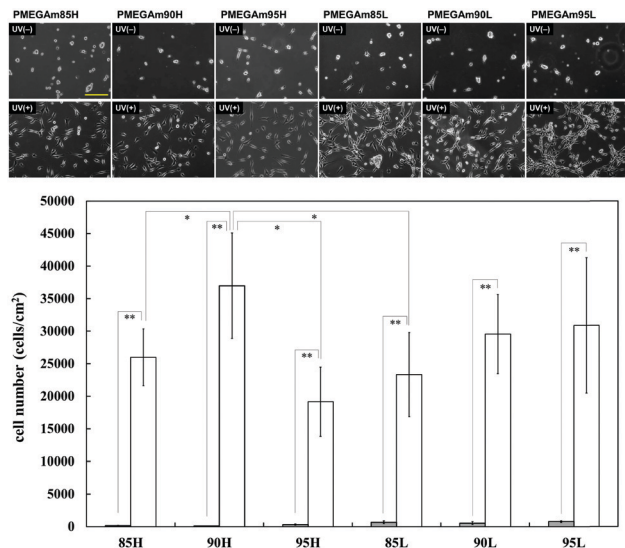 PMEGAm85H PMEGAm90H PMEGAm95H PMEGAm85L PMEGAm90L PMEGAm95L
UV(–) UV(–) UV(–) UV(–) UV(–) UV(–)
UV(+) UV(+) UV(+) UV(+) UV(+) UV(+)
cell number (cells/cm²)
50000
45000
40000
35000
30000
25000
20000
15000
10000
5000
0
* ** * *
** ** ** ** **
85H 90H 95H 85L 90L 95L